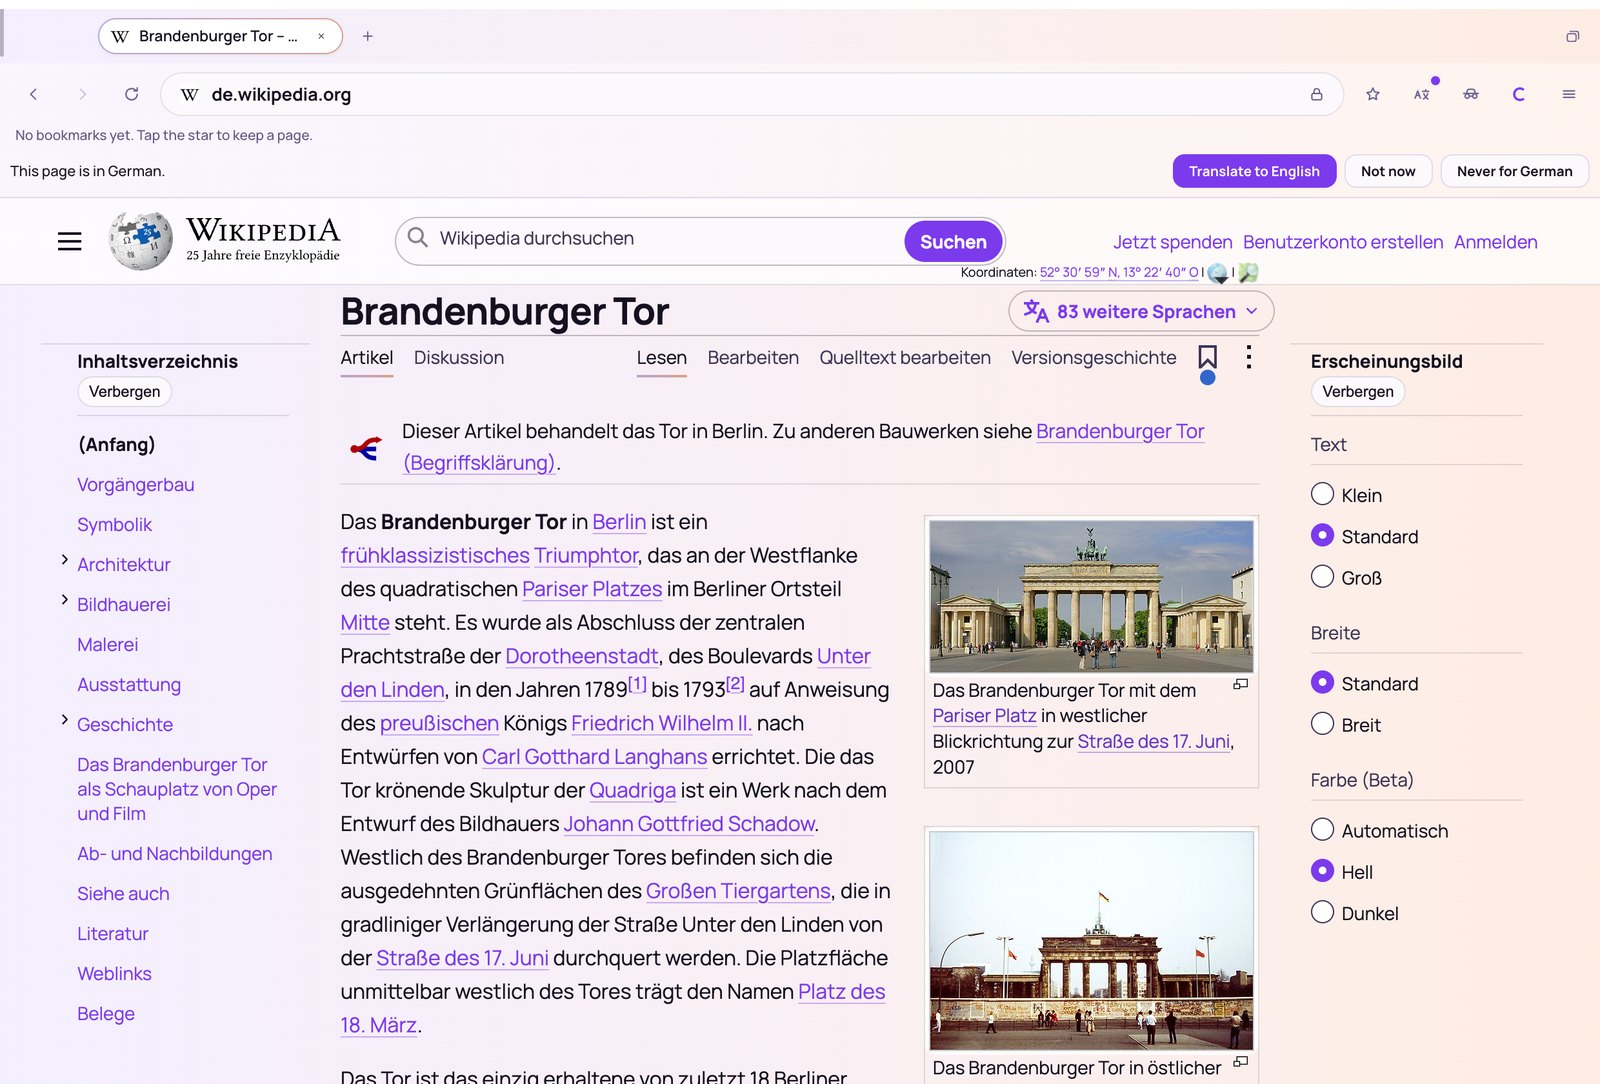 Brandenburger Tor – ...
de.wikipedia.org
No bookmarks yet. Tap the star to keep a page.
This page is in German.
Translate to English
Not now
Never for German
WIKIPEDIA
25 Jahre freie Enzyklopädie
Wikipedia durchsuchen
Suchen
Jetzt spenden
Benutzerkonto erstellen
Anmelden
Koordinaten: 52° 30′ 59″ N, 13° 22′ 40″ O | |
Brandenburger Tor
83 weitere Sprachen
Artikel
Diskussion
Lesen
Bearbeiten
Quelltext bearbeiten
Versionsgeschichte
Inhaltsverzeichnis
Verbergen
(Anfang)
Vorgängerbau
Symbolik
Architektur
Bildhauerei
Malerei
Ausstattung
Geschichte
Das Brandenburger Tor
als Schauplatz von Oper
und Film
Ab- und Nachbildungen
Siehe auch
Literatur
Weblinks
Belege
Dieser Artikel behandelt das Tor in Berlin. Zu anderen Bauwerken siehe Brandenburger Tor
(Begriffsklärung).
Das Brandenburger Tor in Berlin ist ein
frühklassizistisches Triumphtor, das an der Westflanke
des quadratischen Pariser Platzes im Berliner Ortsteil
Mitte steht. Es wurde als Abschluss der zentralen
Prachtstraße der Dorotheenstadt, des Boulevards Unter
den Linden, in den Jahren 1789[1] bis 1793[2] auf Anweisung
des preußischen Königs Friedrich Wilhelm II. nach
Entwürfen von Carl Gotthard Langhans errichtet. Die das
Tor krönende Skulptur der Quadriga ist ein Werk nach dem
Entwurf des Bildhauers Johann Gottfried Schadow.
Westlich des Brandenburger Tores befinden sich die
ausgedehnten Grünflächen des Großen Tiergartens, die in
gradliniger Verlängerung der Straße Unter den Linden von
der Straße des 17. Juni durchquert werden. Die Platzfläche
unmittelbar westlich des Tores trägt den Namen Platz des
18. März.
Das Tor ist das einzig erhaltene von zuletzt 18 Berliner
Das Brandenburger Tor mit dem
Pariser Platz in westlicher
Blickrichtung zur Straße des 17. Juni,
2007
Das Brandenburger Tor in östlicher
Erscheinungsbild
Verbergen
Text
Klein
Standard
Groß
Breite
Standard
Breit
Farbe (Beta)
Automatisch
Hell
Dunkel